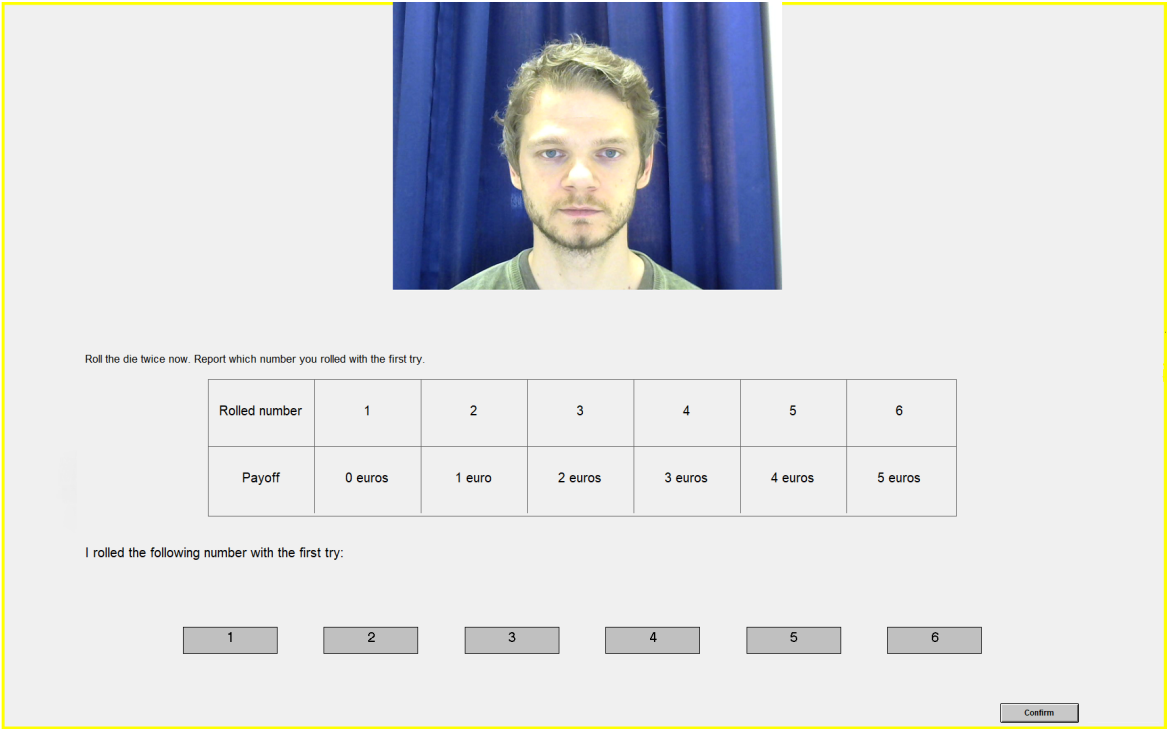 Roll the die twice now. Report which number you rolled with the first try.
Rolled number 1 2 3 4 5 6
Payoff 0 euros 1 euro 2 euros 3 euros 4 euros 5 euros
I rolled the following number with the first try:
1 2 3 4 5 6
Confirm